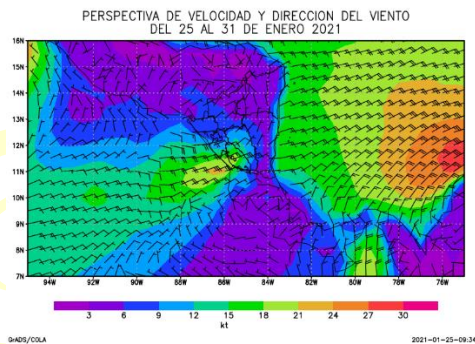 PERSPECTIVA DE VELOCIDAD Y DIRECCION DEL VIENTO
DEL 25 AL 31 DE ENERO 2021
16N
15N
14N
13N
12N
11N
10N
9N
8N
7N
94W 92W 90W 88W 86W 84W 82W 80W 78W 76W
3 6 9 12 15 18 21 24 27 30
kt
GrADS/COLA
2021-01-25-09:34